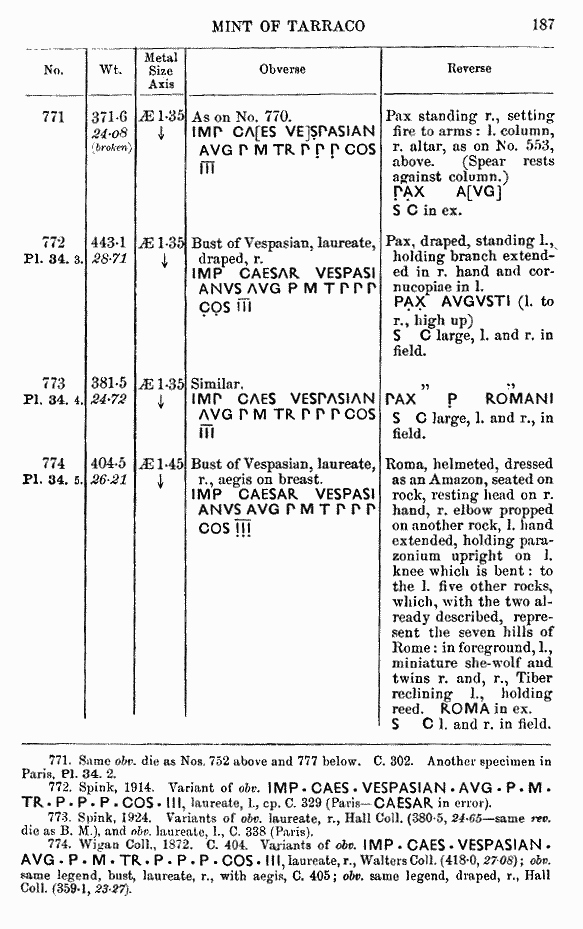 MINT OF TARRACO 187
No. Wt. Metal Size Axis Obverse Reverse
771 371·6 Æ 1·35 As on No. 770. Pax standing r., setting
24·08 ↓ IMP CΛ[ES VE]SPASIAN fire to arms: l. column,
(broken) AVG P M TR P P P COS r. altar, as on No. 553,
III above. (Spear rests
against column.)
PAX A[VG]
S C in ex.
772 443·1 Æ 1·35 Bust of Vespasian, laureate, Pax, draped, standing l.,
Pl. 34. 3. 28·71 ↓ draped, r. holding branch extend-
IMP CAESAR VESPASI ed in r. hand and cor-
ANVS ΛVG P M T P P P nucopiae in l.
COS III PAX AVGVSTI (l. to
r., high up)
S C large, l. and r. in
field.
773 381·5 Æ 1·35 Similar. ,, ,,
Pl. 34. 4. 24·72 ↓ IMP CΛES VESPΛSIΛN PAX P ROMANI
ΛVG P M TR P P P COS S C large, l. and r., in
III field.
774 404·5 Æ 1·45 Bust of Vespasian, laureate, Roma, helmeted, dressed
Pl. 34. 5. 26·21 ↓ r., aegis on breast. as an Amazon, seated on
IMP CAESAR VESPASI rock, resting head on r.
ANVS AVG P M T P P P hand, r. elbow propped
COS III on another rock, l. hand
extended, holding para-
zonium upright on l.
knee which is bent: to
the l. five other rocks,
which, with the two al-
ready described, repre-
sent the seven hills of
Rome: in foreground, l.,
miniature she-wolf and
twins r. and, r., Tiber
reclining l., holding
reed. ROMA in ex.
S C l. and r. in field.
771. Same obv. die as Nos. 752 above and 777 below. C. 302. Another specimen in
Paris, Pl. 34. 2.
772. Spink, 1914. Variant of obv. IMP · CAES · VESPASIAN · AVG · P · M ·
TR · P · P · P · COS · III, laureate, l., cp. C. 329 (Paris—CAESAR in error).
773. Spink, 1924. Variants of obv. laureate, r., Hall Coll. (380·5, 24·65—same rev.
die as B. M.), and obv. laureate, l., C. 338 (Paris).
774. Wigan Coll., 1872. C. 404. Variants of obv. IMP · CAES · VESPASIAN ·
AVG · P · M · TR · P · P · P · COS · III, laureate, r., Walters Coll. (418·0, 27·08); obv.
same legend, bust, laureate, r., with aegis, C. 405; obv. same legend, draped, r., Hall
Coll. (359·1, 23·27).